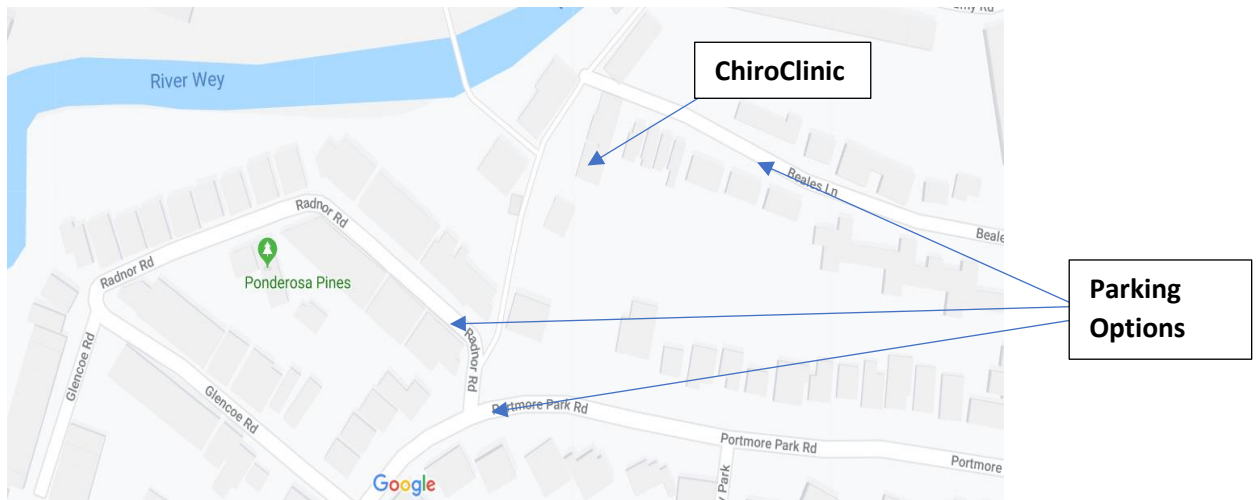 River Wey
ChiroClinic
Beales Ln
Beale
Radnor Rd
Radnor Rd
Ponderosa Pines
Parking
Options
Radnor Rd
Glencoe Rd
Glencoe Rd
Portmore Park Rd
Portmore Park Rd
Portmore
Park
Google